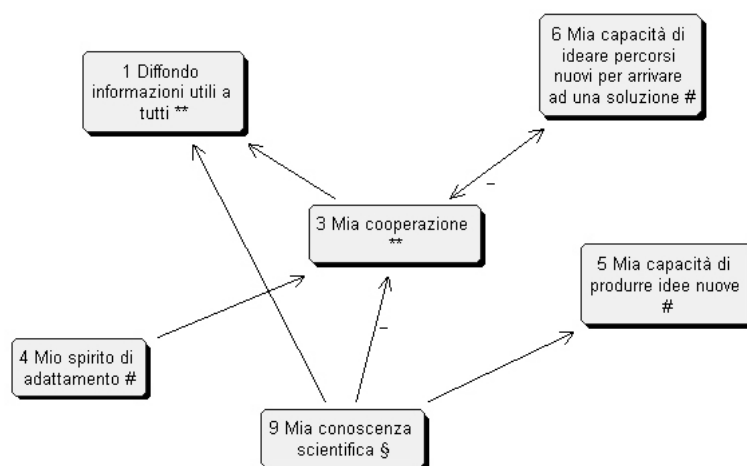 1 Diffondo
informazioni utili a
tutti **
6 Mia capacità di
ideare percorsi
nuovi per arrivare
ad una soluzione #
–
3 Mia cooperazione
**
5 Mia capacità di
produrre idee nuove
#
–
4 Mio spirito di
adattamento #
9 Mia conoscenza
scientifica §